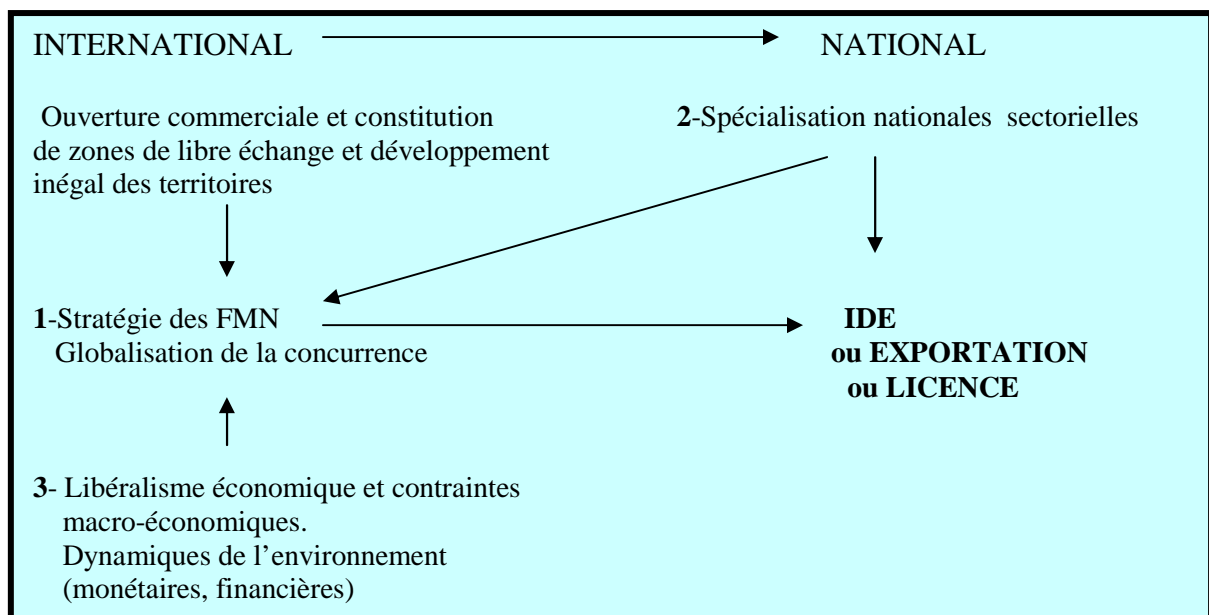 INTERNATIONAL NATIONAL
Ouverture commerciale et constitution
de zones de libre échange et développement
inégal des territoires
2-Spécialisation nationales sectorielles
1-Stratégie des FMN
Globalisation de la concurrence
IDE
ou EXPORTATION
ou LICENCE
3- Libéralisme économique et contraintes
macro-économiques.
Dynamiques de l’environnement
(monétaires, financières)